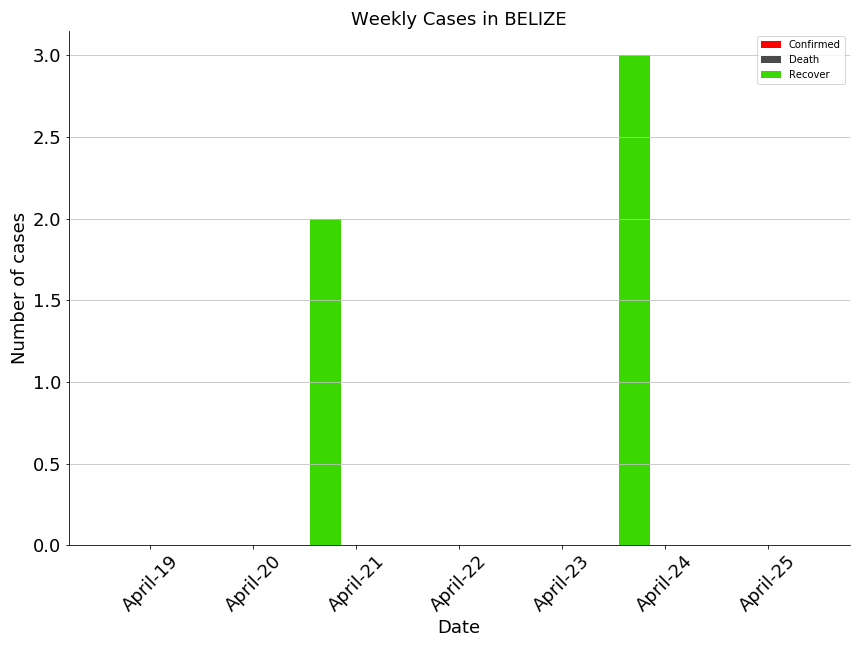 Weekly Cases in BELIZE
Confirmed
Death
Recover
Number of cases
3.0
2.5
2.0
1.5
1.0
0.5
0.0
April-19
April-20
April-21
April-22
April-23
April-24
April-25
Date